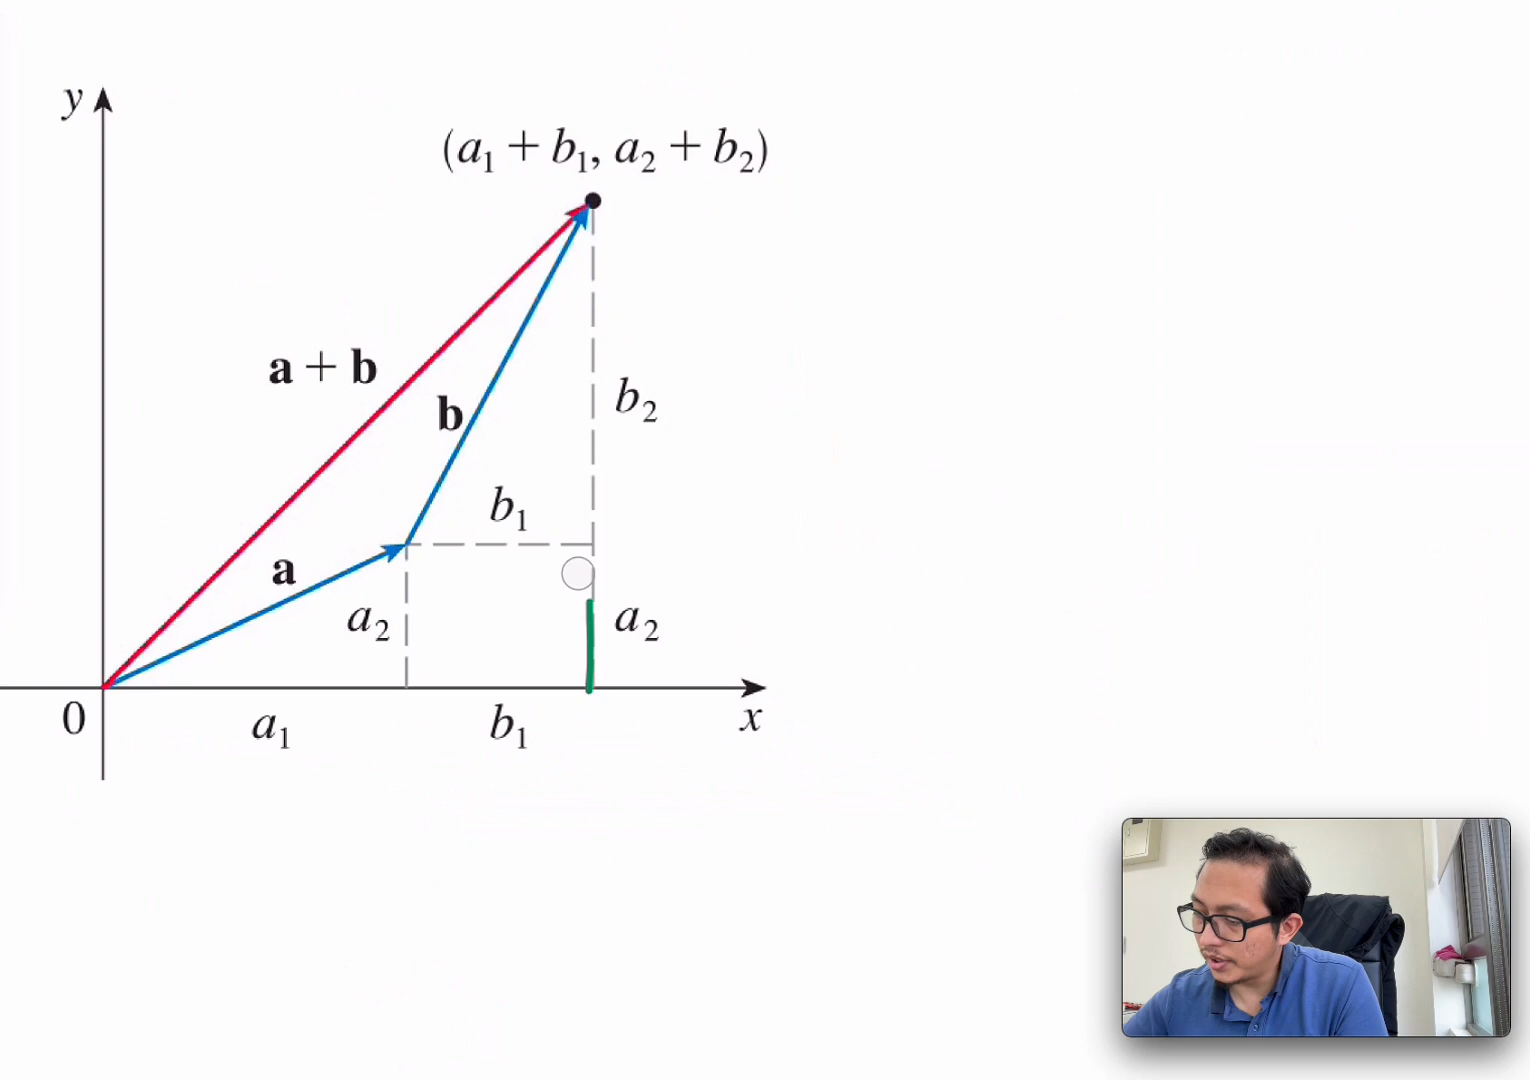 y
(a₁ + b₁, a₂ + b₂)
a + b
b
b₂
b₁
a
a₂
a₂
0
a₁
b₁
x